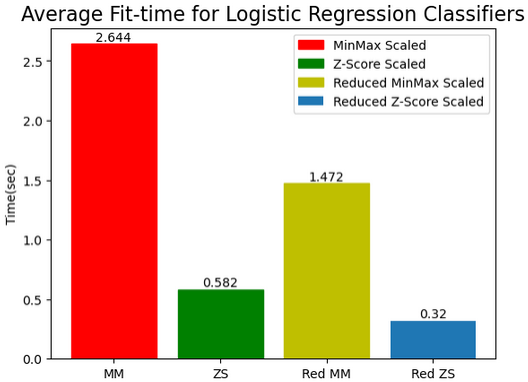 Average Fit-time for Logistic Regression Classifiers
2.644
MinMax Scaled
Z-Score Scaled
Reduced MinMax Scaled
Reduced Z-Score Scaled
2.5
2.0
1.5
1.0
0.5
0.0
Time(sec)
1.472
0.582
0.32
MM ZS Red MM Red ZS